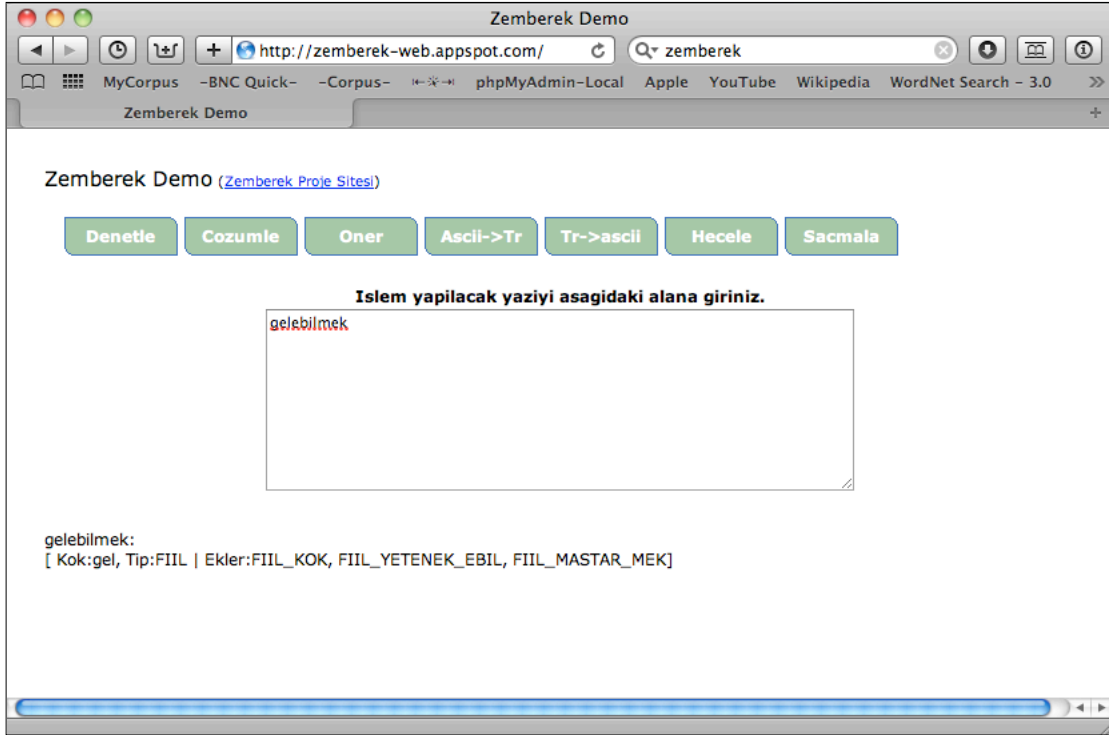 Zemberek Demo
http://zemberek-web.appspot.com/ zemberek
MyCorpus -BNC Quick- -Corpus- phpMyAdmin-Local Apple YouTube Wikipedia WordNet Search - 3.0 >>
Zemberek Demo
Zemberek Demo (Zemberek Proje Sitesi)
Denetle Cozumle Oner Ascii->Tr Tr->ascii Hecele Sacmala
Islem yapilacak yaziyi asagidaki alana giriniz.
gelebilmek
gelebilmek:
[ Kok:gel, Tip:FIIL | Ekler:FIIL_KOK, FIIL_YETENEK_EBIL, FIIL_MASTAR_MEK]